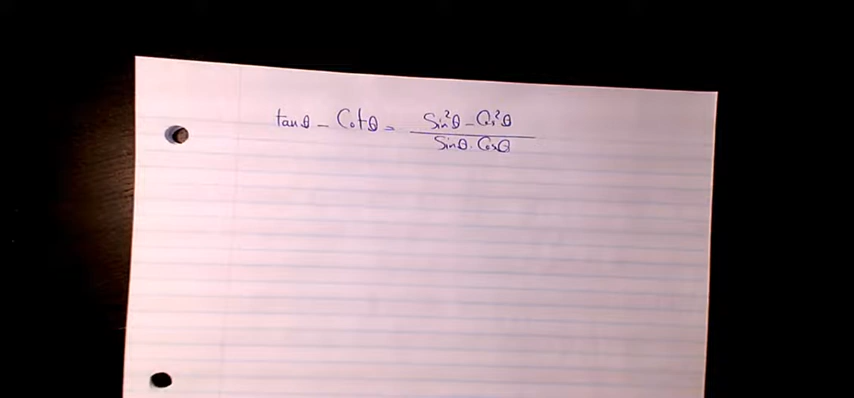 tanθ - Cotθ = (Sin²θ - Cos²θ) / (Sinθ . Cosθ)